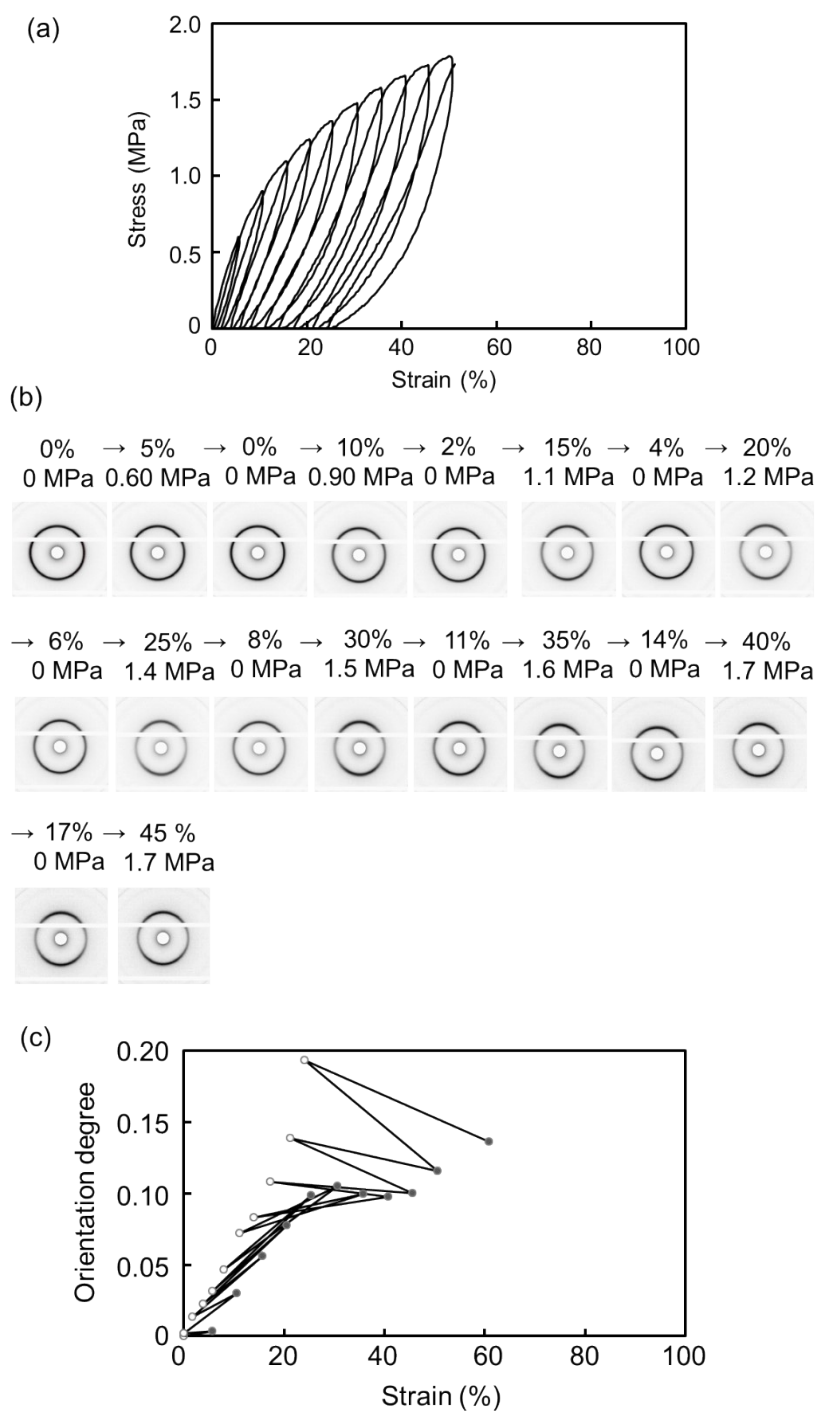 (a)
2.0
1.5
1.0
0.5
0
Stress (MPa)
0 20 40 60 80 100
Strain (%)
(b)
0% → 5% → 0% → 10% → 2% → 15% → 4% → 20%
0 MPa 0.60 MPa 0 MPa 0.90 MPa 0 MPa 1.1 MPa 0 MPa 1.2 MPa
→ 6% → 25% → 8% → 30% → 11% → 35% → 14% → 40%
0 MPa 1.4 MPa 0 MPa 1.5 MPa 0 MPa 1.6 MPa 0 MPa 1.7 MPa
→ 17% → 45 %
0 MPa 1.7 MPa
(c)
0.20
0.15
0.10
0.05
0
Orientation degree
0 20 40 60 80 100
Strain (%)